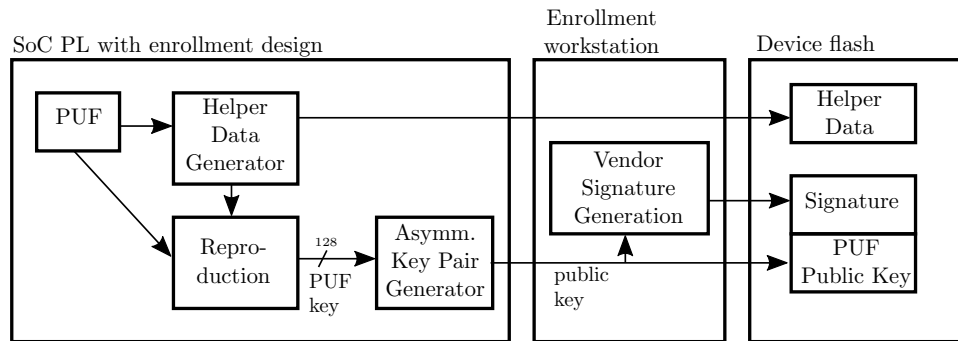 SoC PL with enrollment design
PUF
Helper
Data
Generator
Repro-
duction
128
PUF
key
Asymm.
Key Pair
Generator
Enrollment
workstation
Vendor
Signature
Generation
public
key
Device flash
Helper
Data
Signature
PUF
Public Key